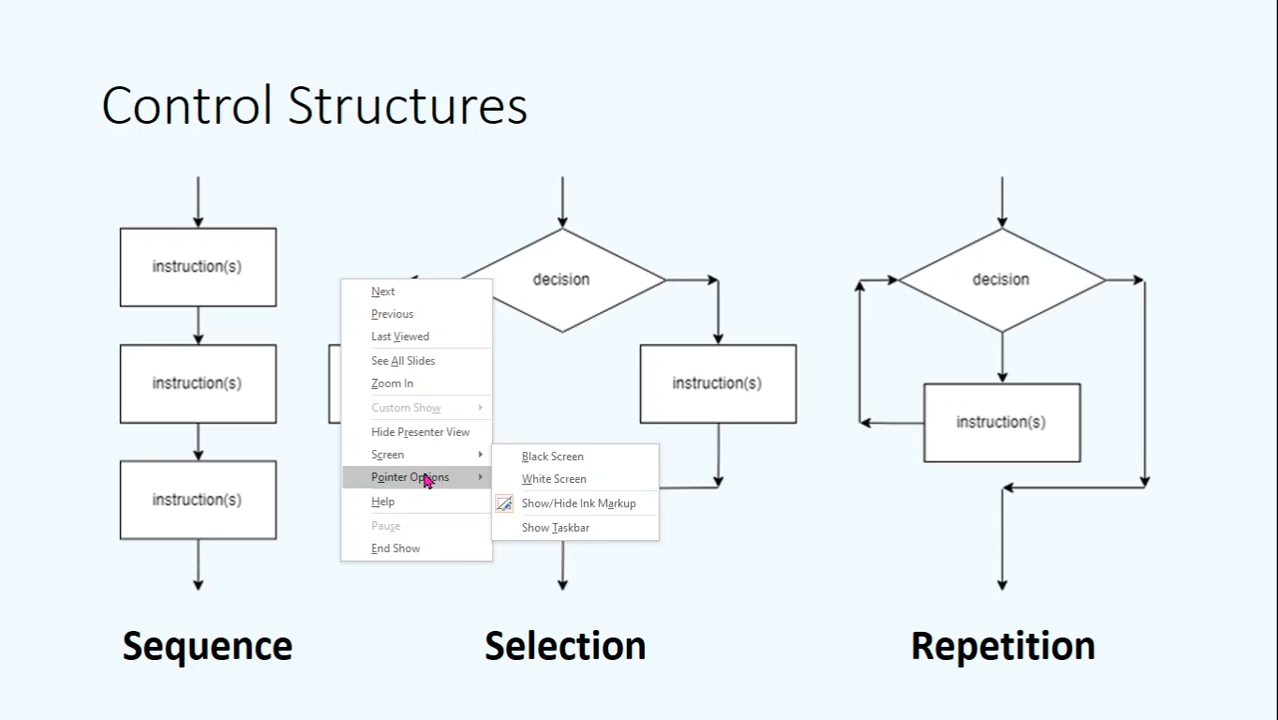 Control Structures
instruction(s)
instruction(s)
instruction(s)
Sequence
decision
instruction(s)
Selection
Next
Previous
Last Viewed
See All Slides
Zoom In
Custom Show
Hide Presenter View
Screen
Pointer Options
Help
Pause
End Show
Black Screen
White Screen
Show/Hide Ink Markup
Show Taskbar
decision
instruction(s)
Repetition